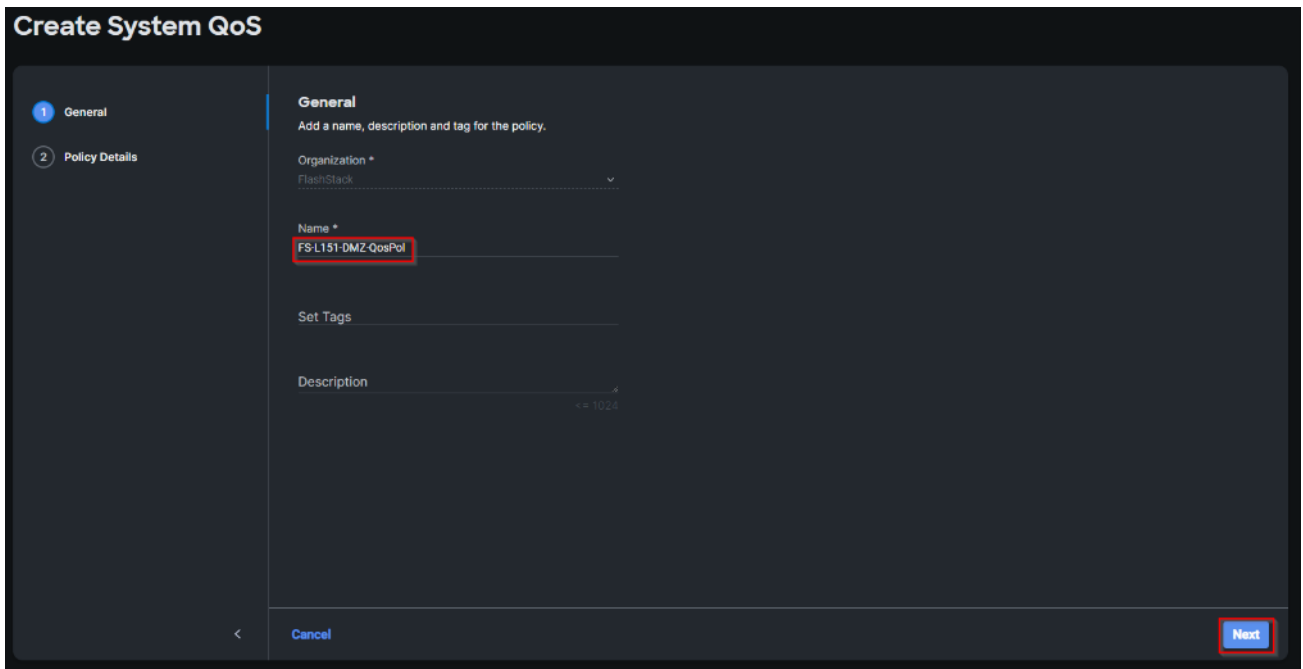 Create System QoS
1 General
2 Policy Details
General
Add a name, description and tag for the policy.
Organization *
FlashStack
Name *
FS-L151-DMZ-QosPol
Set Tags
Description
<= 1024
Cancel
Next